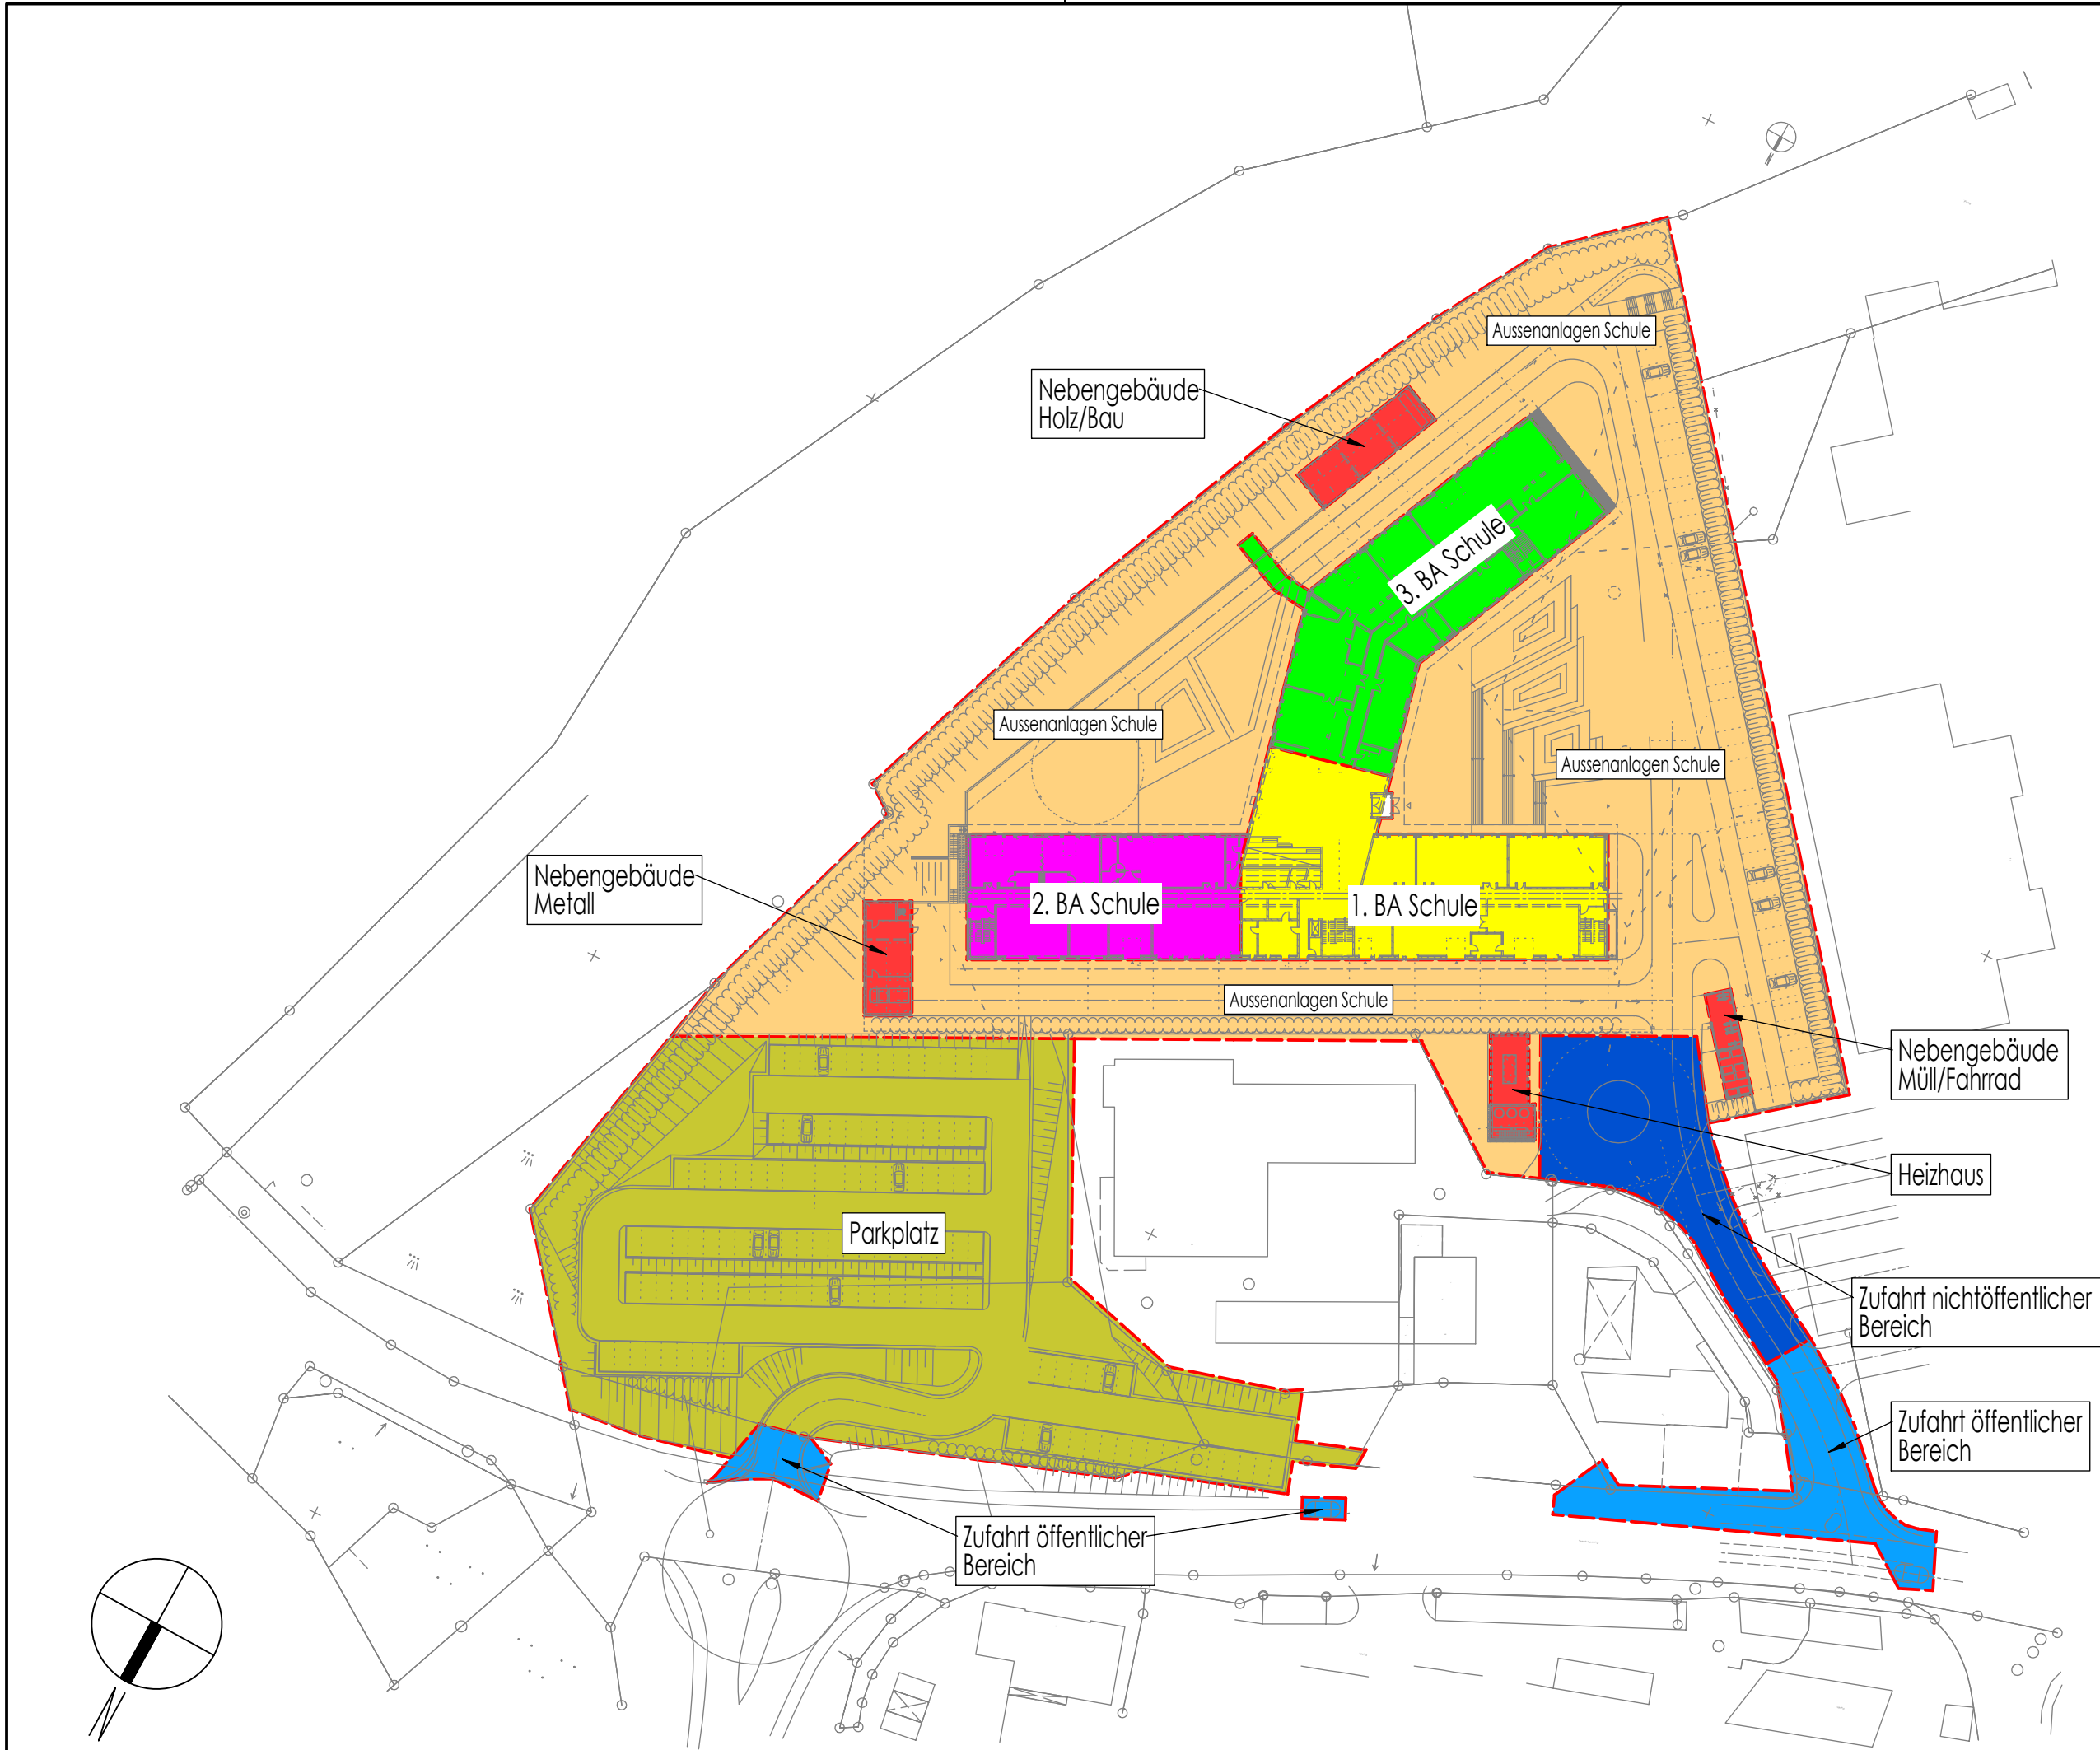 Aussenanlagen Schule
Nebengebäude
Holz/Bau
3. BA Schule
Aussenanlagen Schule
Aussenanlagen Schule
Nebengebäude
Metall
2. BA Schule
1. BA Schule
Aussenanlagen Schule
Nebengebäude
Müll/Fahrrad
Heizhaus
Parkplatz
Zufahrt nichtöffentlicher
Bereich
Zufahrt öffentlicher
Bereich
Zufahrt öffentlicher
Bereich
N